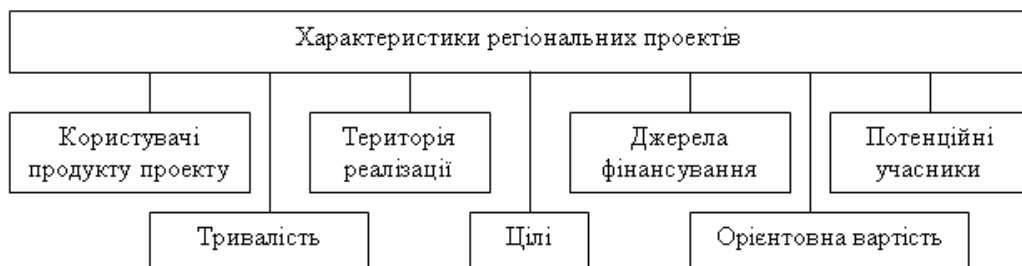 Характеристики регіональних проектів
Користувачі
продукту проекту
Територія
реалізації
Джерела
фінансування
Потенційні
учасники
Тривалість
Цілі
Орієнтовна вартість